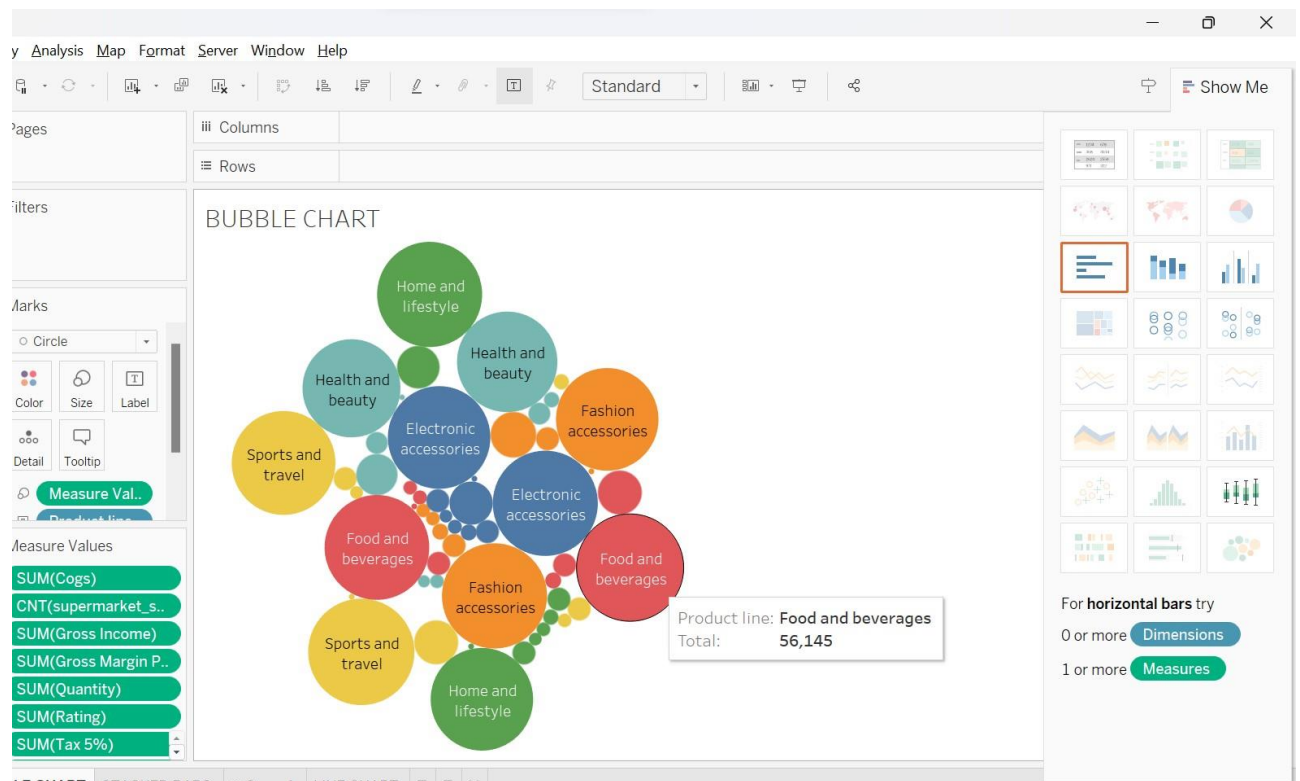 y Analysis Map Format Server Window Help
Standard
Show Me
Pages
iii Columns
Rows
Filters
BUBBLE CHART
Marks
Circle
Color Size Label
Detail Tooltip
Measure Val..
Product line
Measure Values
SUM(Cogs)
CNT(supermarket_s..
SUM(Gross Income)
SUM(Gross Margin P..
SUM(Quantity)
SUM(Rating)
SUM(Tax 5%)
Home and
lifestyle
Health and
beauty
Health and
beauty
Fashion
accessories
Electronic
accessories
Sports and
travel
Electronic
accessories
Food and
beverages
Food and
beverages
Fashion
accessories
Sports and
travel
Home and
lifestyle
Product line: Food and beverages
Total: 56,145
For horizontal bars try
0 or more Dimensions
1 or more Measures